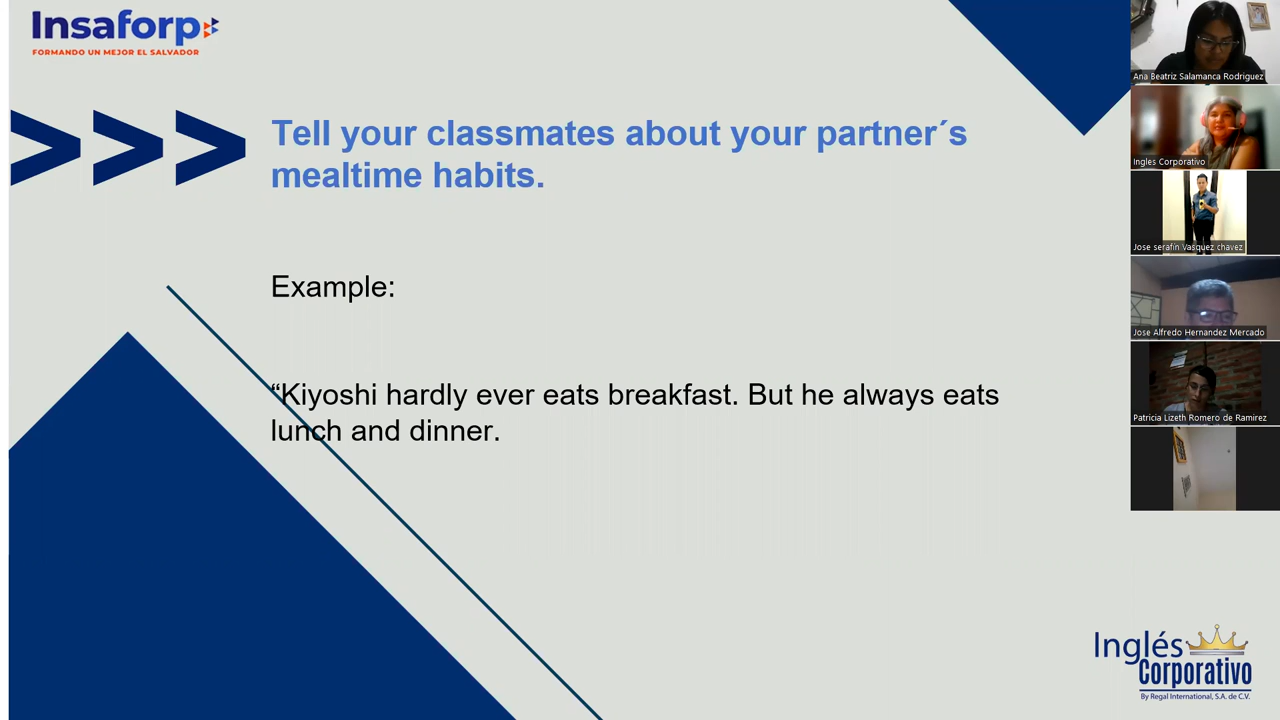 Insaforp
FORMANDO UN MEJOR EL SALVADOR
>>>
Tell your classmates about your partner´s
mealtime habits.
Example:
“Kiyoshi hardly ever eats breakfast. But he always eats
lunch and dinner.
Ana Beatriz Salamanca Rodriguez
Ingles Corporativo
Jose serafin Vasquez chavez
Jose Alfredo Hernandez Mercado
Patricia Lizeth Romero de Ramirez
Inglés
Corporativo
By Regal International, S.A. de C.V.